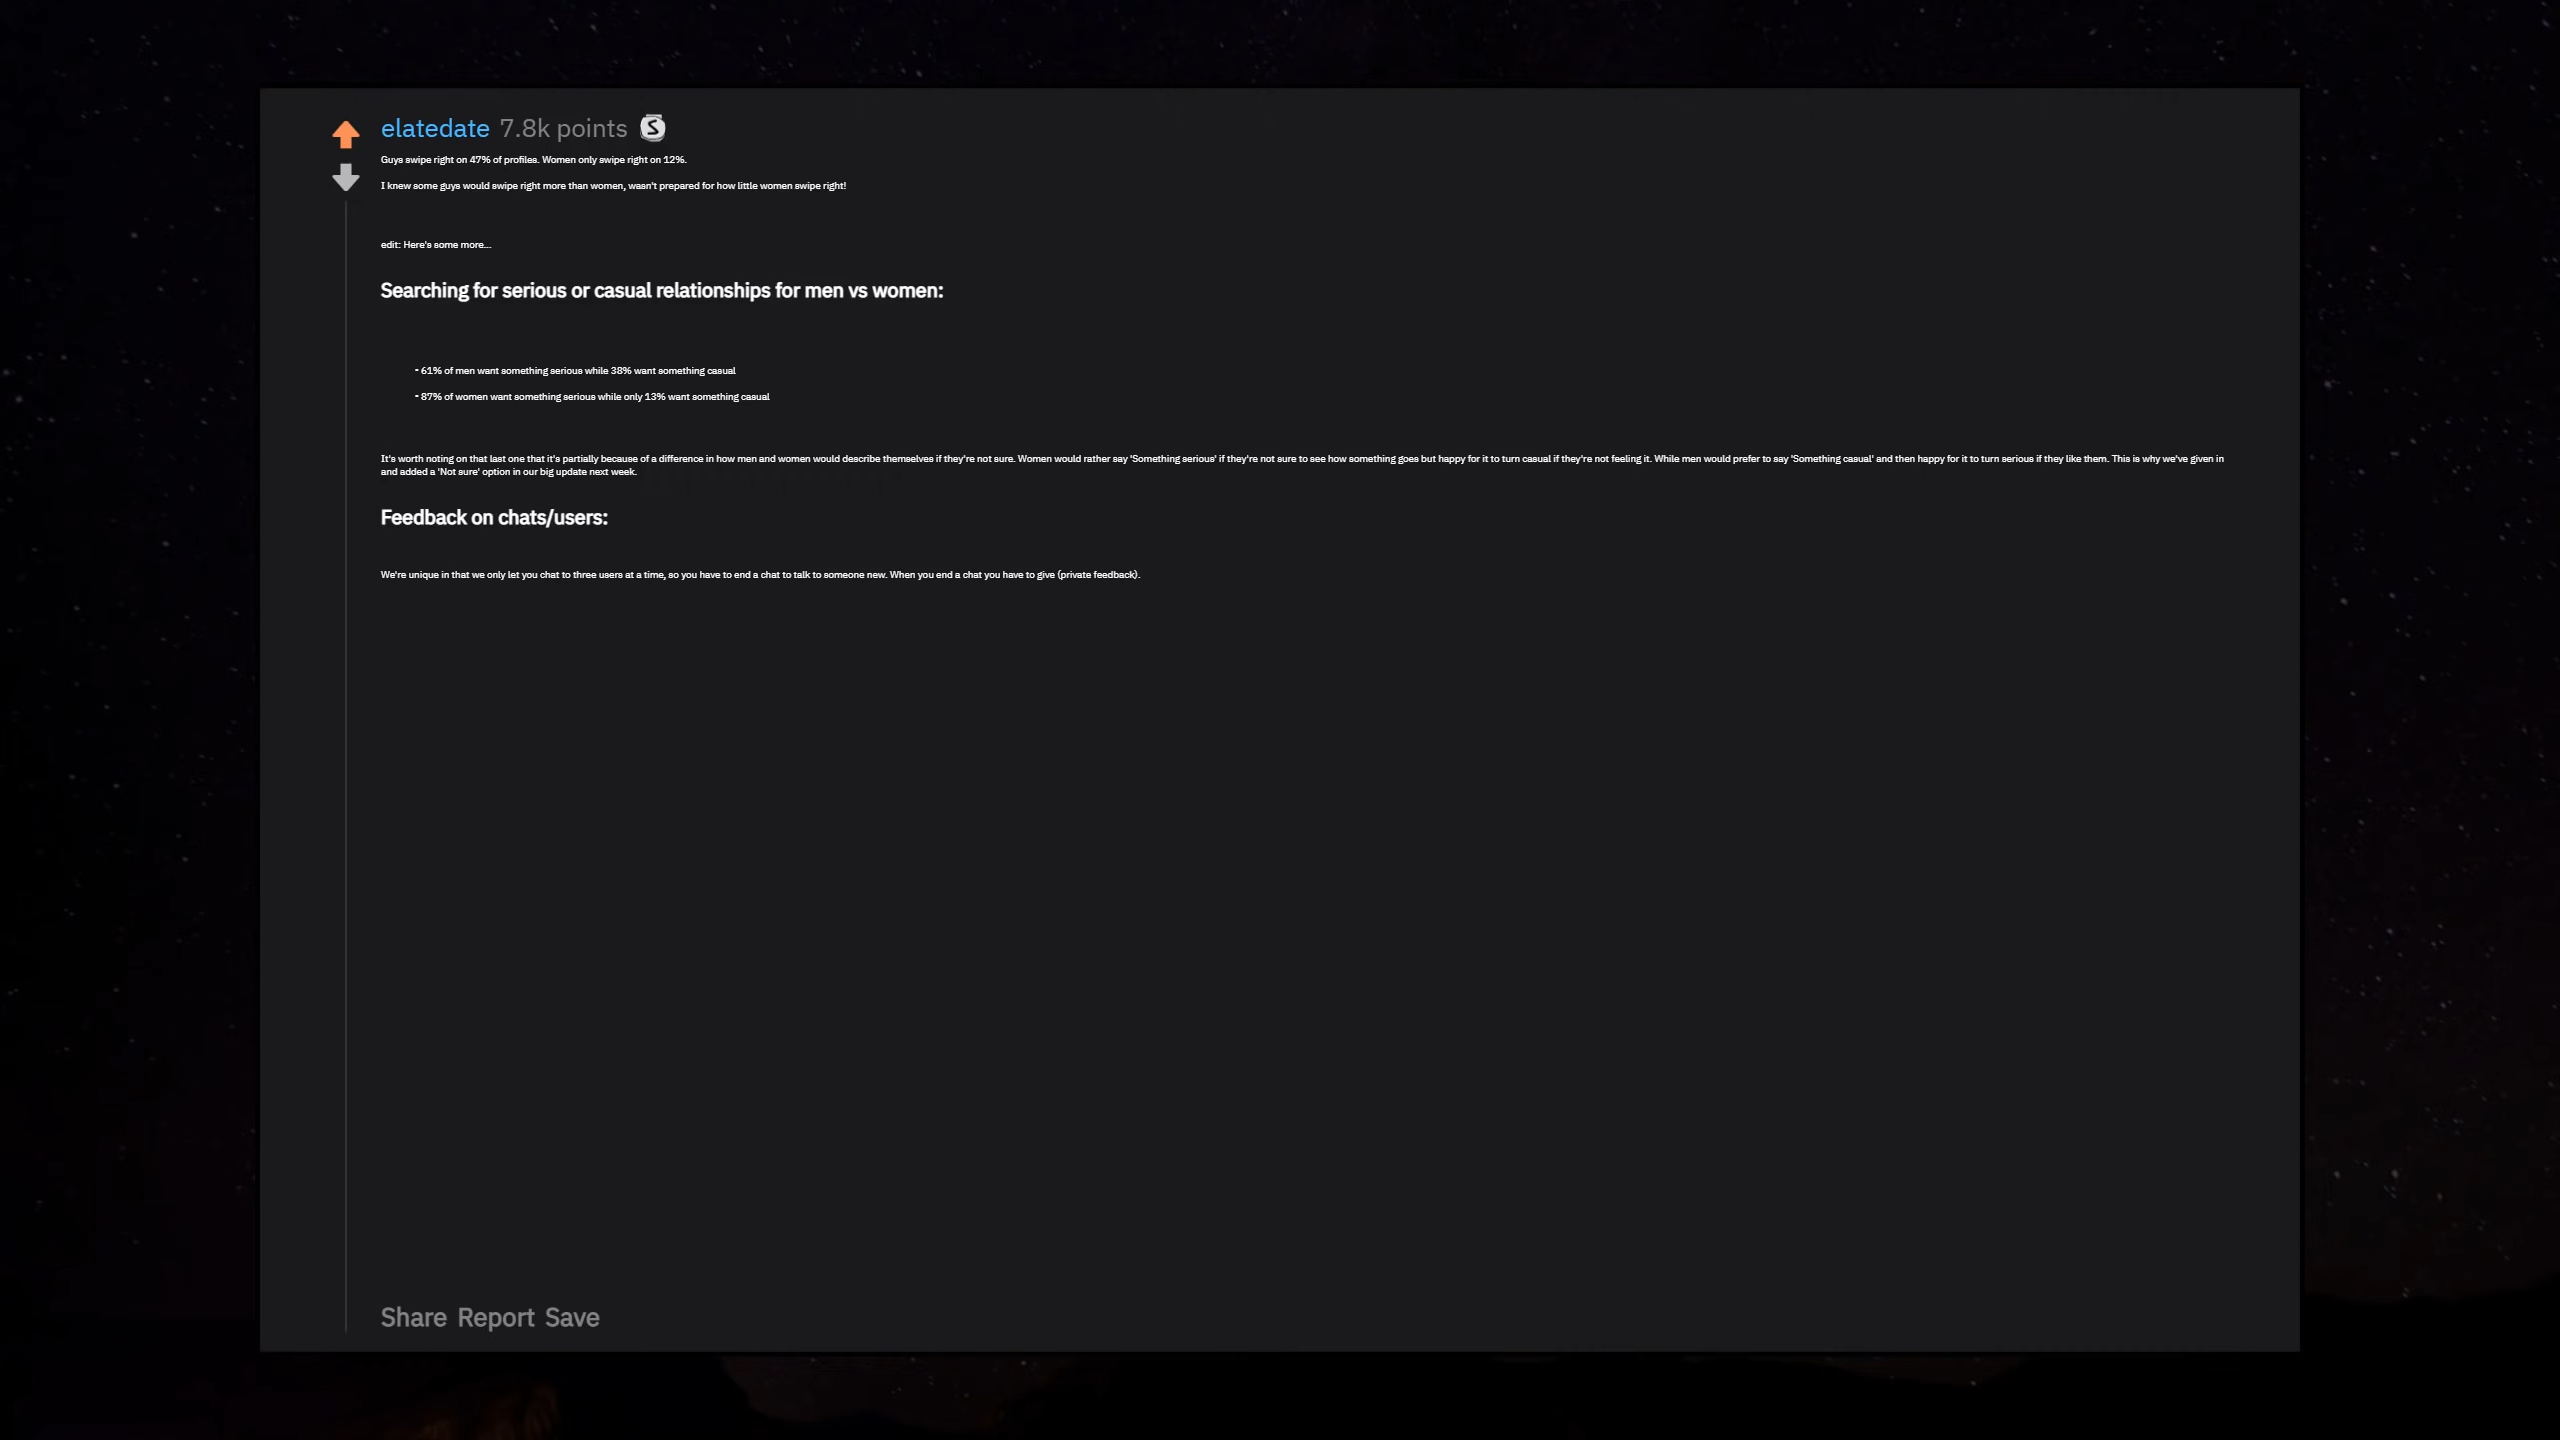 elatedate 7.8k points S
Guys swipe right on 47% of profiles. Women only swipe right on 12%.
I knew some guys would swipe right more than women, wasn't prepared for how little women swipe right!
edit: Here's some more...
Searching for serious or casual relationships for men vs women:
- 61% of men want something serious while 38% want something casual
- 87% of women want something serious while only 13% want something casual
It's worth noting on that last one that it's partially because of a difference in how men and women would describe themselves if they're not sure. Women would rather say 'Something serious' if they're not sure to see how something goes but happy for it to turn casual if they're not feeling it. While men would prefer to say 'Something casual' and then happy for it to turn serious if they like them. This is why we've given in
and added a 'Not sure' option in our big update next week.
Feedback on chats/users:
We're unique in that we only let you chat to three users at a time, so you have to end a chat to talk to someone new. When you end a chat you have to give (private feedback).
Share Report Save